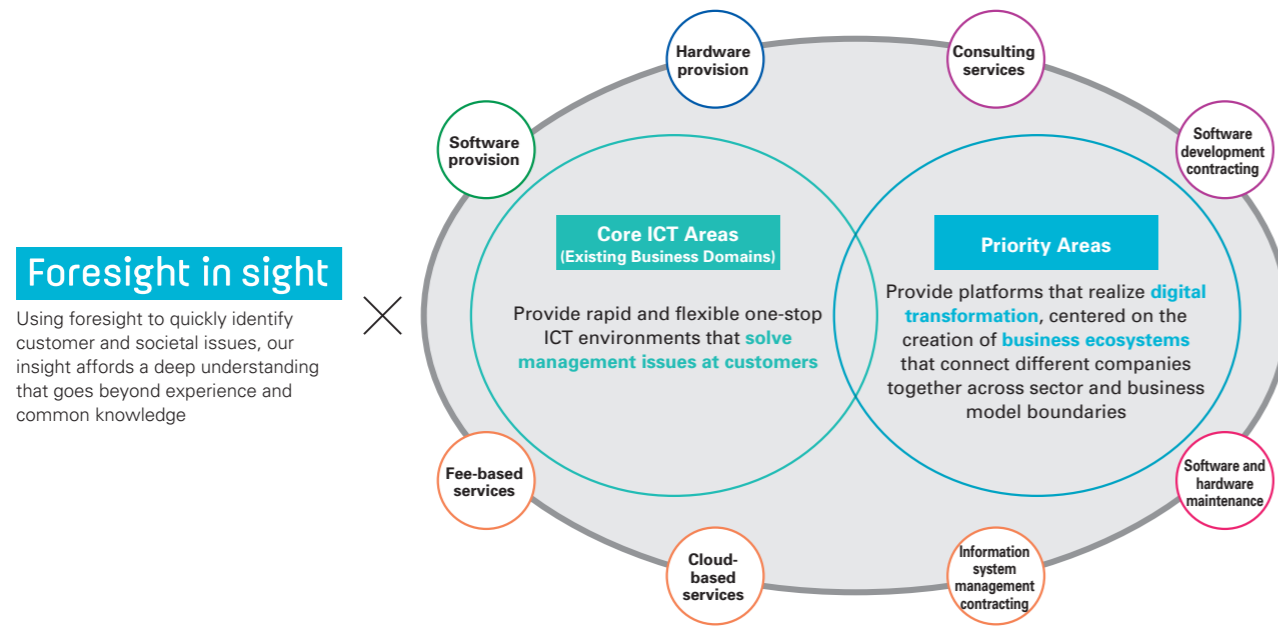 Foresight in sight
Using foresight to quickly identify
customer and societal issues, our
insight affords a deep understanding
that goes beyond experience and
common knowledge
Hardware
provision
Consulting
services
Software
provision
Software
development
contracting
Core ICT Areas
(Existing Business Domains)
Provide rapid and flexible one-stop
ICT environments that solve
management issues at customers
Priority Areas
Provide platforms that realize digital
transformation, centered on the
creation of business ecosystems
that connect different companies
together across sector and business
model boundaries
Fee-based
services
Software and
hardware
maintenance
Cloud-
based
services
Information
system
management
contracting